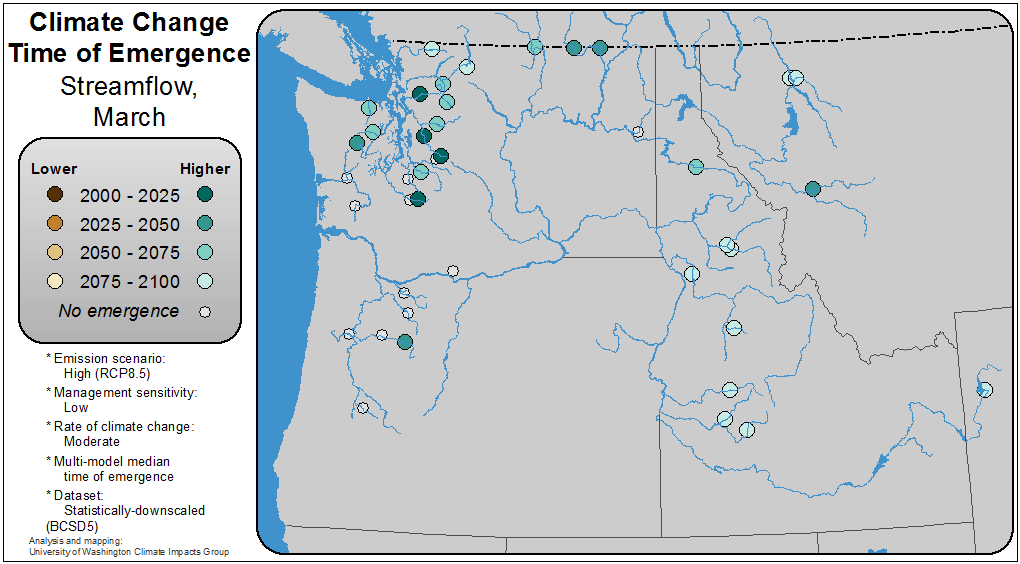 Climate Change
Time of Emergence
Streamflow,
March
Lower Higher
2000 - 2025
2025 - 2050
2050 - 2075
2075 - 2100
No emergence
* Emission scenario:
High (RCP8.5)
* Management sensitivity:
Low
* Rate of climate change:
Moderate
* Multi-model median
time of emergence
* Dataset:
Statistically-downscaled
(BCSD5)
Analysis and mapping:
University of Washington Climate Impacts Group